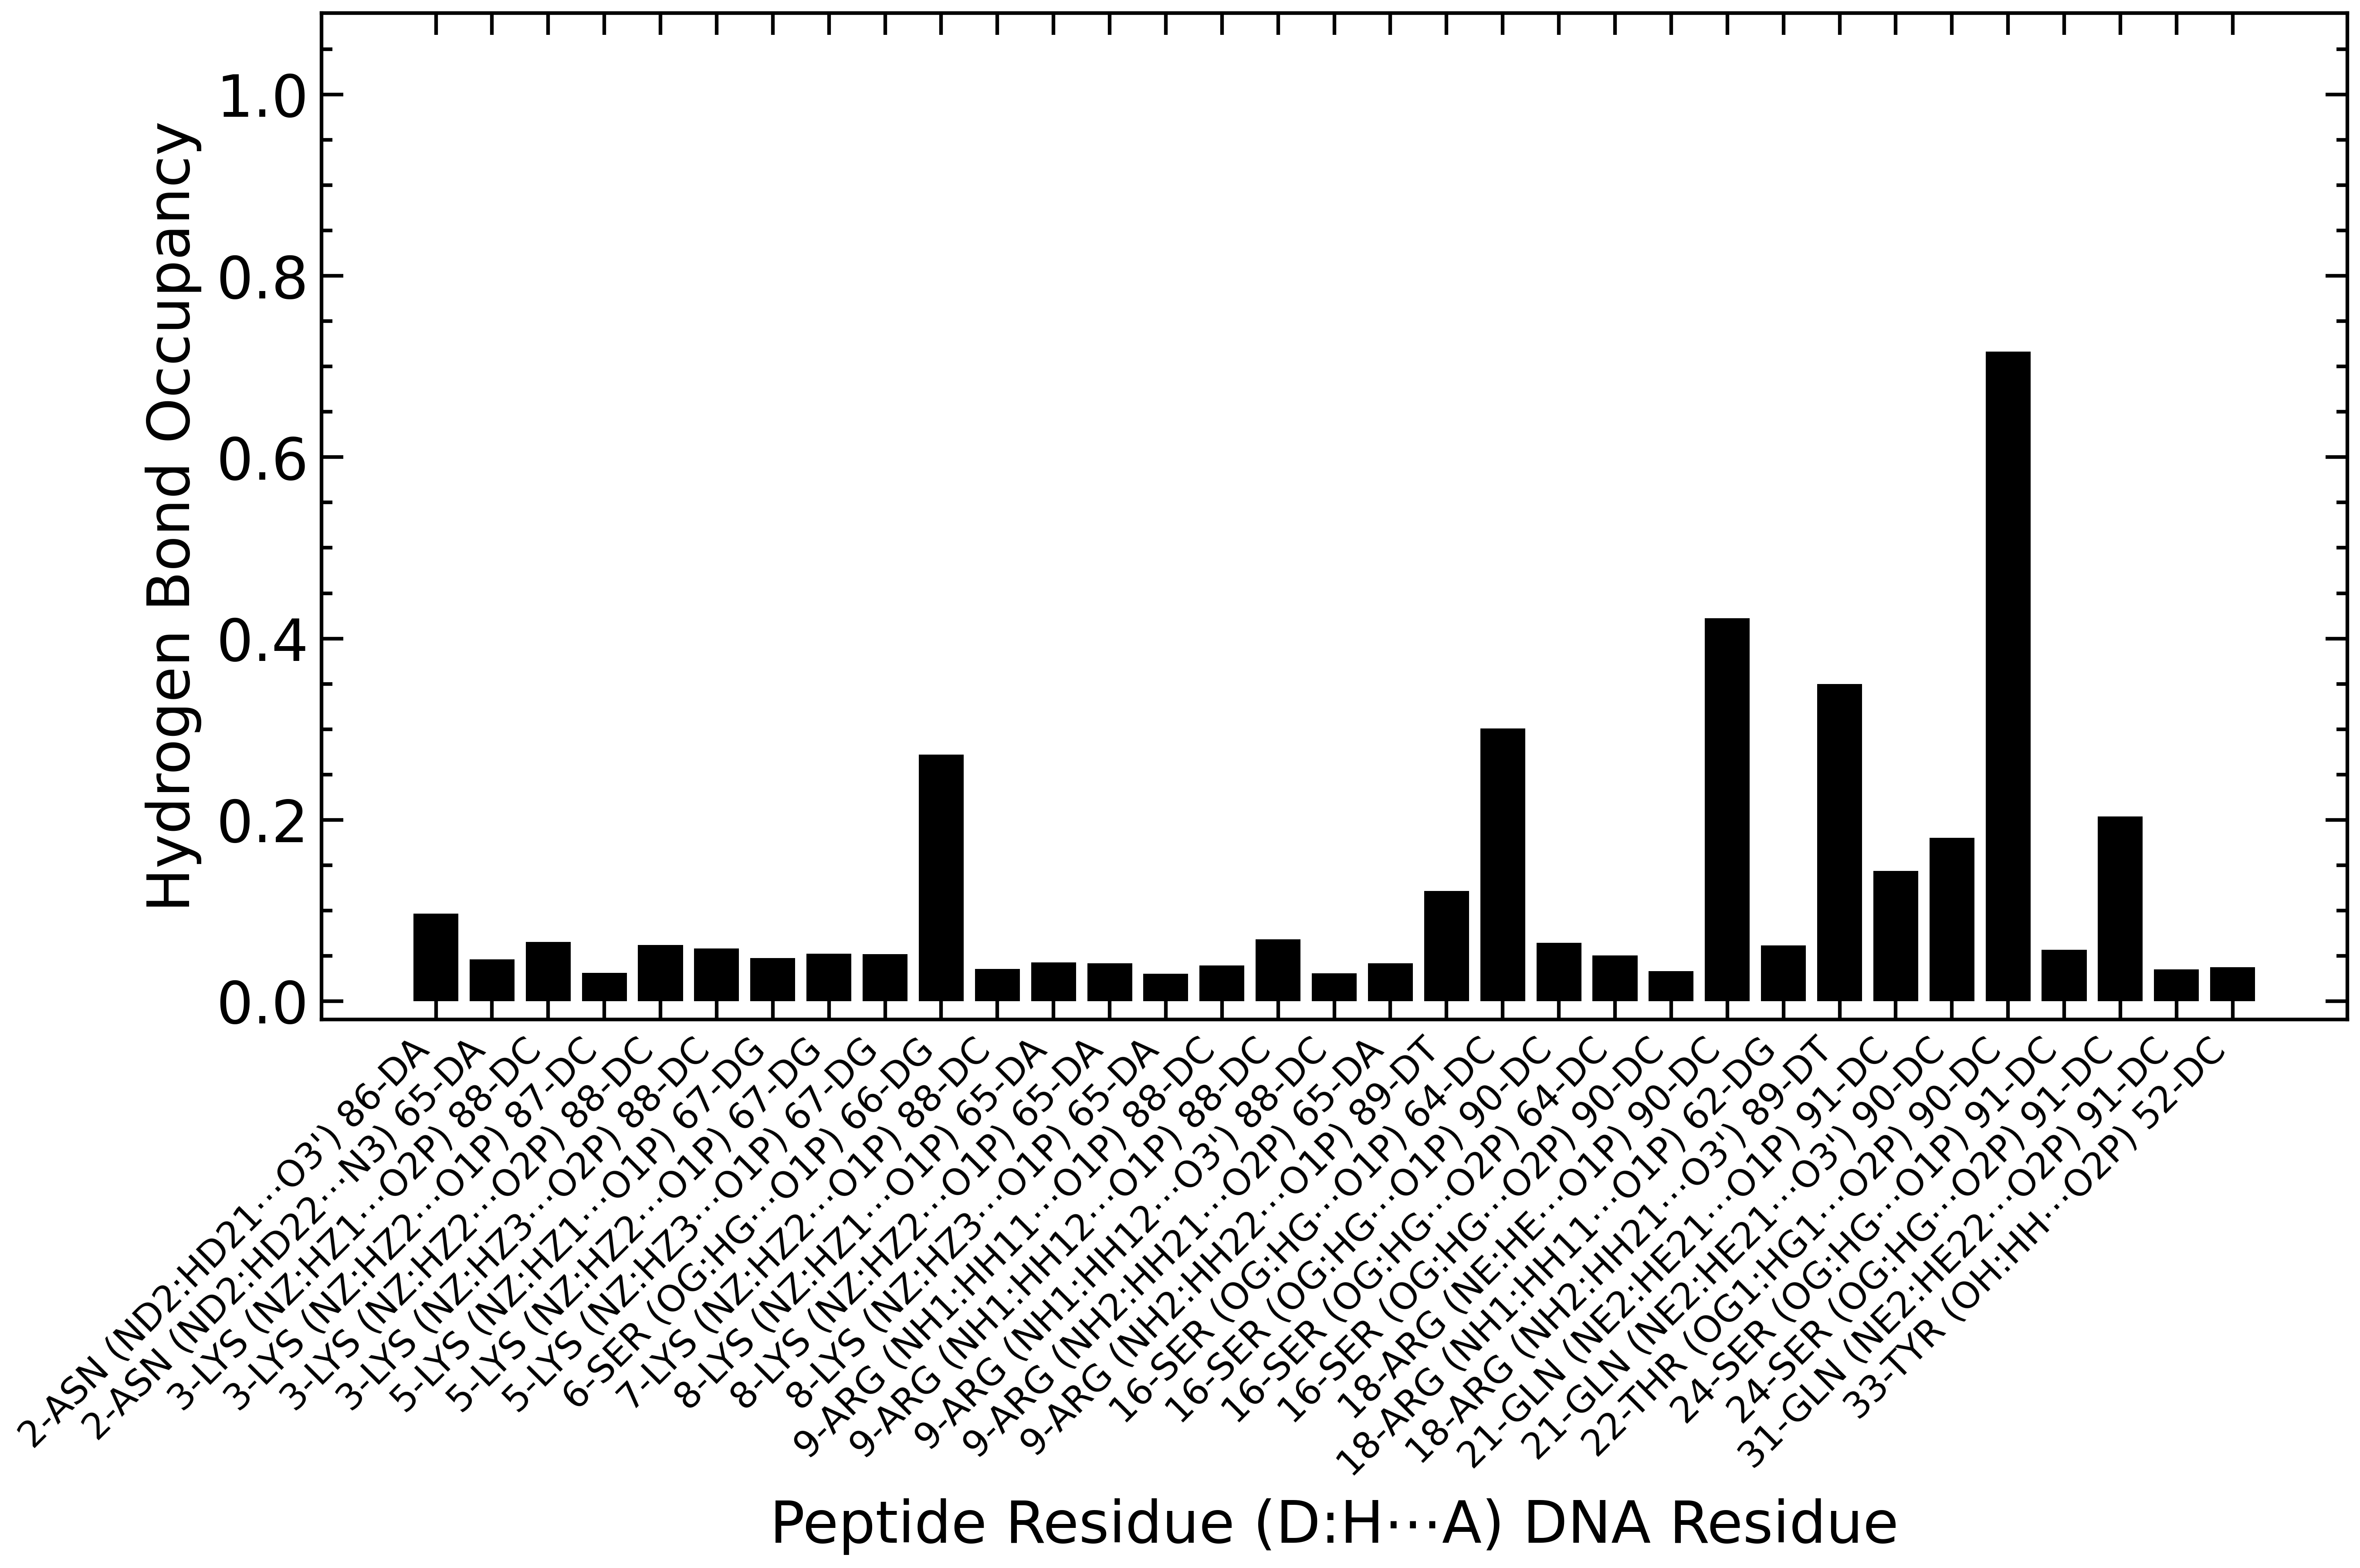 Hydrogen Bond Occupancy
1.0
0.8
0.6
0.4
0.2
0.0
2-ASN (ND2:HD21···O3') 86-DA
2-ASN (ND2:HD22···N3) 65-DA
3-LYS (NZ:HZ1···O2P) 88-DC
3-LYS (NZ:HZ2···O1P) 87-DC
3-LYS (NZ:HZ2···O2P) 88-DC
3-LYS (NZ:HZ3···O2P) 88-DC
5-LYS (NZ:HZ1···O1P) 67-DG
5-LYS (NZ:HZ2···O1P) 67-DG
5-LYS (NZ:HZ3···O1P) 67-DG
6-SER (OG:HG···O1P) 66-DG
7-LYS (NZ:HZ2···O1P) 88-DC
8-LYS (NZ:HZ1···O1P) 65-DA
8-LYS (NZ:HZ2···O1P) 65-DA
8-LYS (NZ:HZ3···O1P) 65-DA
9-ARG (NH1:HH11···O1P) 88-DC
9-ARG (NH1:HH12···O1P) 88-DC
9-ARG (NH1:HH12···O3') 88-DC
9-ARG (NH2:HH21···O2P) 65-DA
9-ARG (NH2:HH22···O1P) 89-DT
16-SER (OG:HG···O1P) 64-DC
16-SER (OG:HG···O1P) 90-DC
16-SER (OG:HG···O2P) 64-DC
16-SER (OG:HG···O2P) 90-DC
18-ARG (NE:HE···O1P) 90-DC
18-ARG (NH1:HH11···O1P) 62-DG
18-ARG (NH2:HH21···O3') 89-DT
21-GLN (NE2:HE21···O1P) 91-DC
21-GLN (NE2:HE21···O3') 90-DC
22-THR (OG1:HG1···O2P) 90-DC
24-SER (OG:HG···O1P) 91-DC
24-SER (OG:HG···O2P) 91-DC
31-GLN (NE2:HE22···O2P) 91-DC
33-TYR (OH:HH···O2P) 52-DC
Peptide Residue (D:H···A) DNA Residue